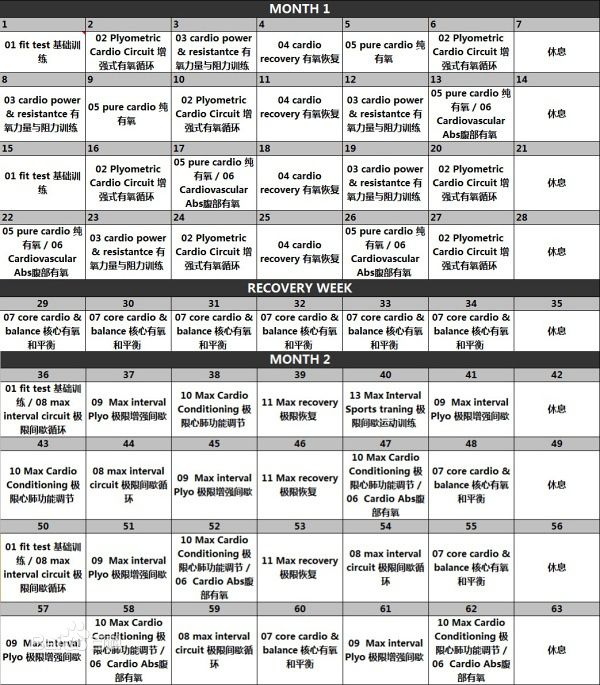 MONTH 1
1 2 3 4 5 6 7
01 fit test 基础训
练
02 Plyometric
Cardio Circuit 增
强式有氧循环
03 cardio power
& resistantce 有
氧力量与阻力训练
04 cardio
recovery 有氧恢复
05 pure cardio 纯
有氧
02 Plyometric
Cardio Circuit 增
强式有氧循环
休息
8 9 10 11 12 13 14
03 cardio power
& resistantce 有
氧力量与阻力训练
05 pure cardio 纯
有氧
02 Plyometric
Cardio Circuit 增
强式有氧循环
04 cardio
recovery 有氧恢复
03 cardio power
& resistantce 有
氧力量与阻力训练
05 pure cardio 纯
有氧 / 06
Cardiovascular
Abs腹部有氧
休息
15 16 17 18 19 20 21
01 fit test 基础训
练
02 Plyometric
Cardio Circuit 增
强式有氧循环
05 pure cardio 纯
有氧 / 06
Cardiovascular
Abs腹部有氧
04 cardio
recovery 有氧恢复
03 cardio power
& resistantce 有
氧力量与阻力训练
02 Plyometric
Cardio Circuit 增
强式有氧循环
休息
22 23 24 25 26 27 28
05 pure cardio 纯
有氧 / 06
Cardiovascular
Abs腹部有氧
03 cardio power
& resistantce 有
氧力量与阻力训练
02 Plyometric
Cardio Circuit 增
强式有氧循环
04 cardio
recovery 有氧恢复
05 pure cardio 纯
有氧 / 06
Cardiovascular
Abs腹部有氧
02 Plyometric
Cardio Circuit 增
强式有氧循环
休息
RECOVERY WEEK
29 30 31 32 33 34 35
07 core cardio &
balance 核心有氧
和平衡
07 core cardio &
balance 核心有氧
和平衡
07 core cardio &
balance 核心有氧
和平衡
07 core cardio &
balance 核心有氧
和平衡
07 core cardio &
balance 核心有氧
和平衡
07 core cardio &
balance 核心有氧
和平衡
休息
MONTH 2
36 37 38 39 40 41 42
01 fit test 基础训
练 / 08 max
interval circuit 极
限间歇循环
09 Max interval
Plyo 极限增强间歇
10 Max Cardio
Conditioning 极
限心肺功能调节
11 Max recovery
极限恢复
13 Max Interval
Sports traning 极
限间歇运动训练
09 Max interval
Plyo 极限增强间歇
休息
43 44 45 46 47 48 49
10 Max Cardio
Conditioning 极
限心肺功能调节
08 max interval
circuit 极限间歇循
环
09 Max interval
Plyo 极限增强间歇
11 Max recovery
极限恢复
10 Max Cardio
Conditioning 极
限心肺功能调节 /
06 Cardio Abs腹
部有氧
07 core cardio &
balance 核心有氧
和平衡
休息
50 51 52 53 54 55 56
01 fit test 基础训
练 / 08 max
interval circuit 极
限间歇循环
09 Max interval
Plyo 极限增强间歇
10 Max Cardio
Conditioning 极
限心肺功能调节 /
06 Cardio Abs腹
部有氧
11 Max recovery
极限恢复
08 max interval
circuit 极限间歇循
环
07 core cardio &
balance 核心有氧
和平衡
休息
57 58 59 60 61 62 63
09 Max interval
Plyo 极限增强间歇
10 Max Cardio
Conditioning 极
限心肺功能调节 /
06 Cardio Abs腹
部有氧
08 max interval
circuit 极限间歇循
环
07 core cardio &
balance 核心有氧
和平衡
09 Max interval
Plyo 极限增强间歇
10 Max Cardio
Conditioning 极
限心肺功能调节 /
06 Cardio Abs腹
部有氧
休息